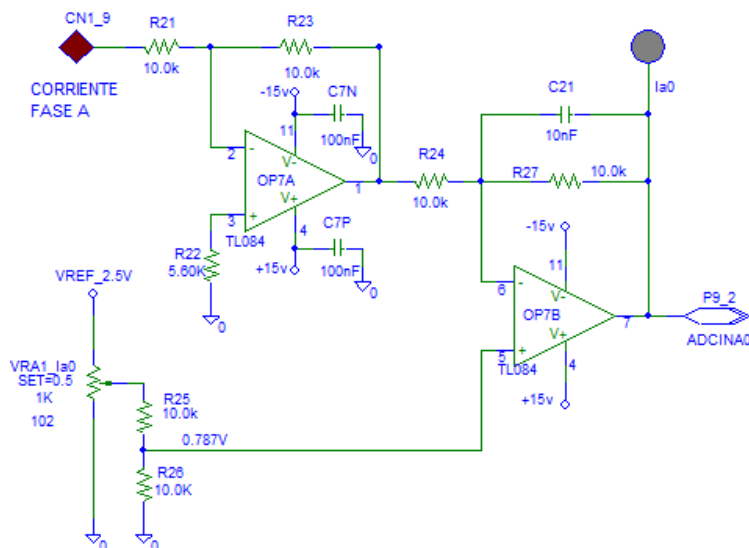 CN1_9
R21
10.0k
R23
10.0k
CORRIENTE
FASE A
-15v
C7N
100nF
0
11
2
-
V-
OP7A
1
V+
3
+
4
TL084
C7P
100nF
0
+15v
R22
5.60K
0
R24
10.0k
Ia0
C21
10nF
R27
10.0k
-15v
11
6
-
V-
OP7B
7
V+
5
+
4
TL084
+15v
P9_2
ADCINA0
VREF_2.5V
VRA1_Ia0
SET=0.5
1K
102
R25
10.0k
0.787V
R26
10.0K
0
0